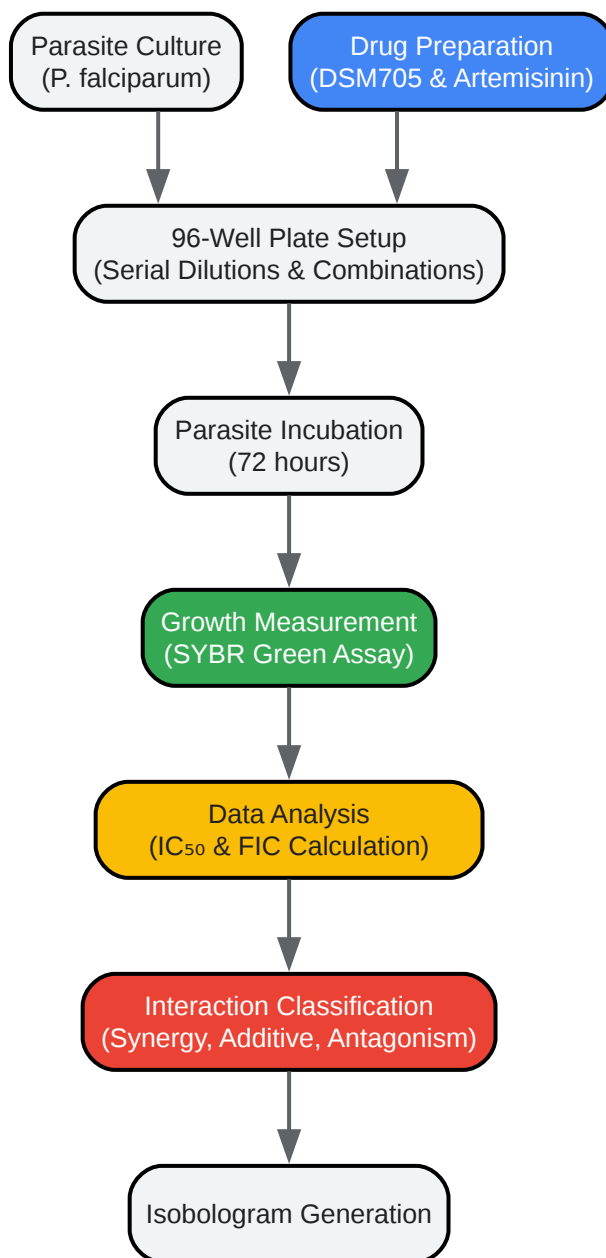 Parasite Culture
(P. falciparum)
Drug Preparation
(DSM705 & Artemisinin)
96-Well Plate Setup
(Serial Dilutions & Combinations)
Parasite Incubation
(72 hours)
Growth Measurement
(SYBR Green Assay)
Data Analysis
(IC₅₀ & FIC Calculation)
Interaction Classification
(Synergy, Additive, Antagonism)
Isobologram Generation